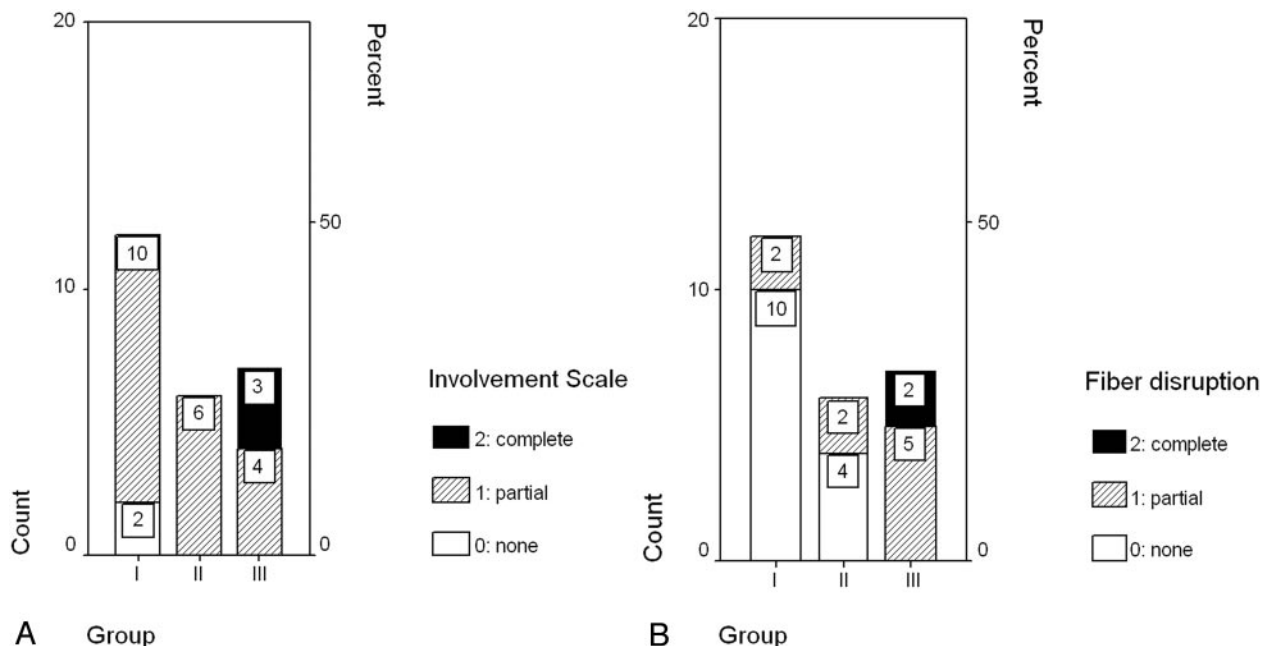 20
10
0
Count
Percent
50
0
10
2
6
3
4
I
II
III
Involvement Scale
2: complete
1: partial
0: none
A
Group
20
10
0
Count
Percent
50
0
2
10
2
4
2
5
I
II
III
Fiber disruption
2: complete
1: partial
0: none
B
Group